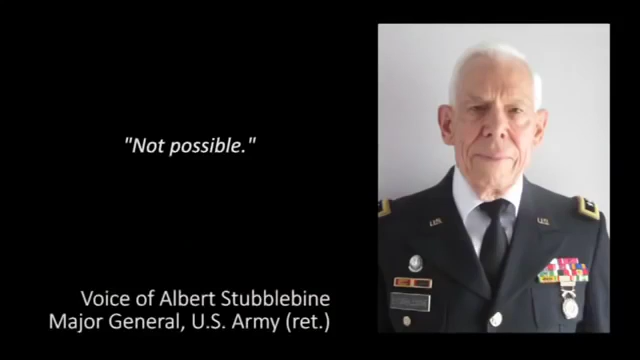 "Not possible."
Voice of Albert Stubblebine
Major General, U.S. Army (ret.)
U.S.
U.S.